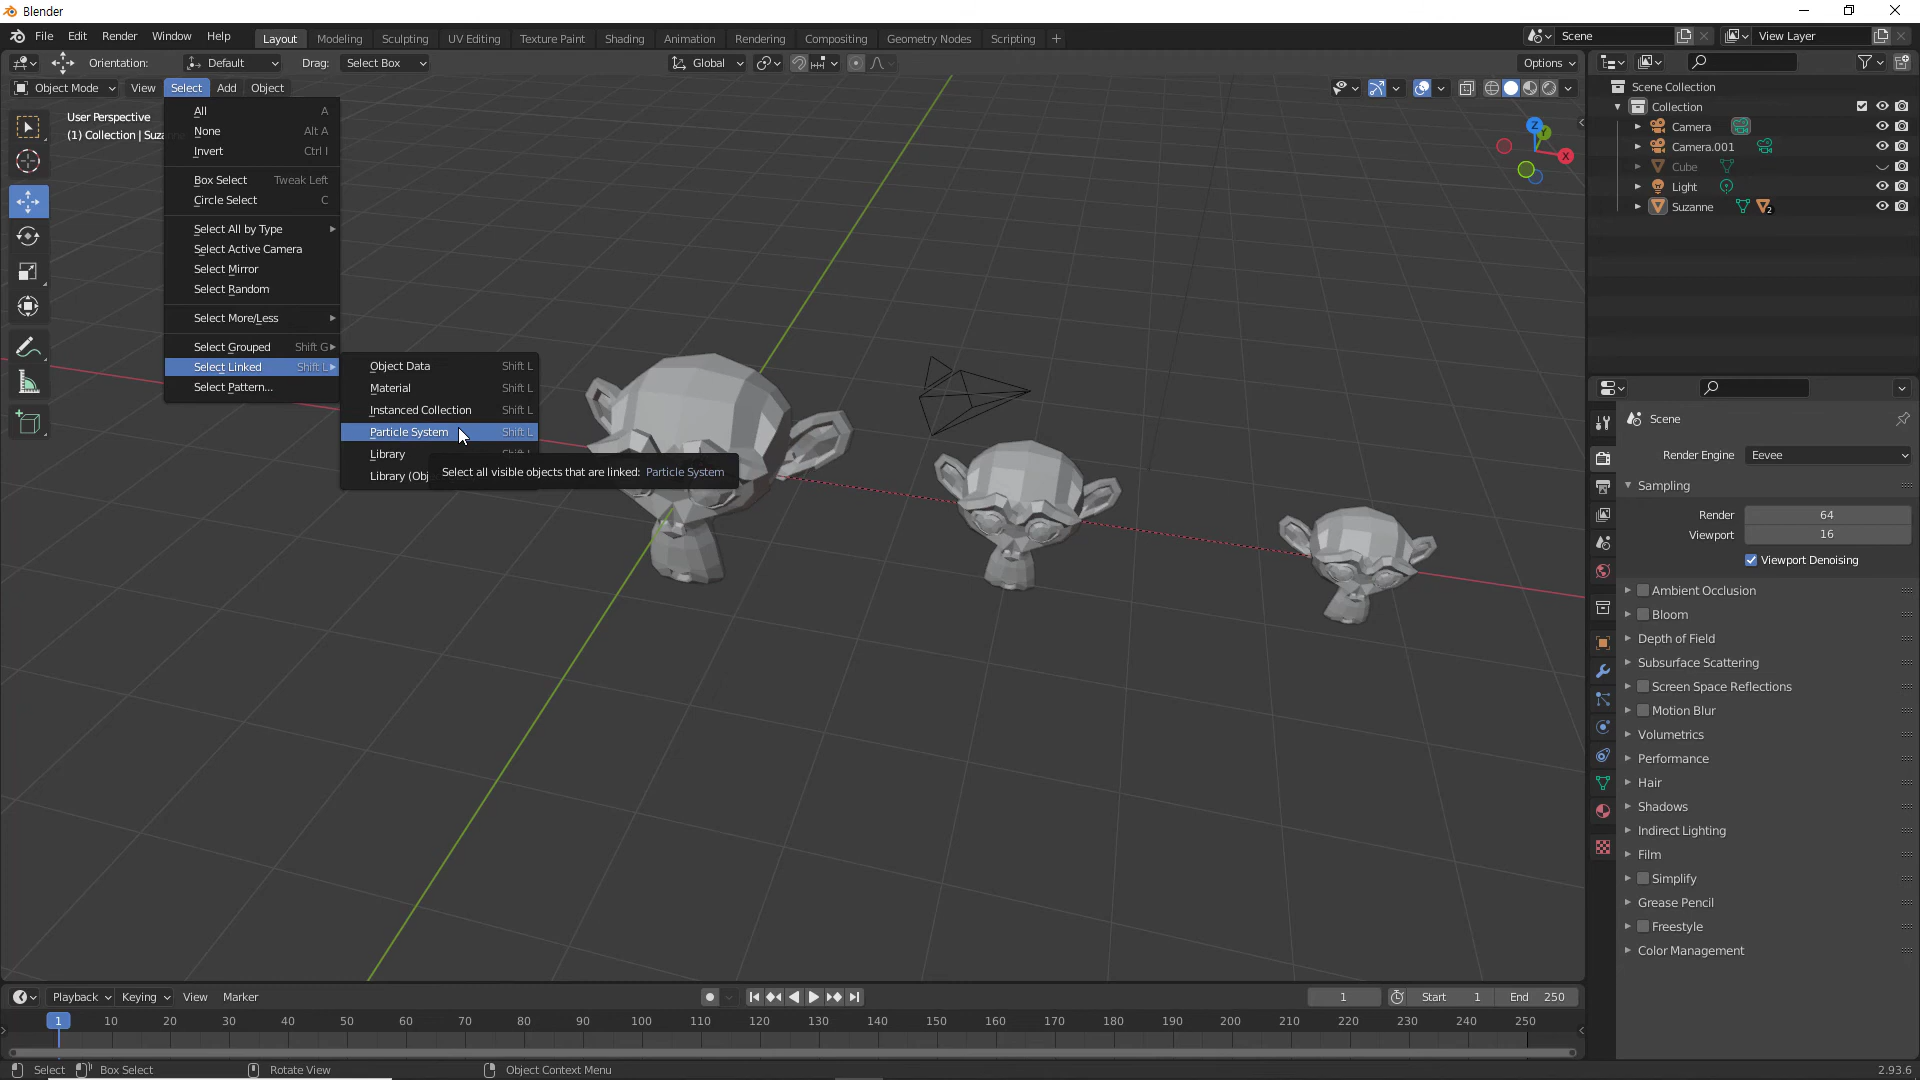 Blender
File Edit Render Window Help
Layout Modeling Sculpting UV Editing Texture Paint Shading Animation Rendering Compositing Geometry Nodes Scripting +
Scene
View Layer
Orientation: Default Drag: Select Box
Global
Options
Object Mode View Select Add Object
User Perspective
(1) Collection | Suza
All A
None Alt A
Invert Ctrl I
Box Select Tweak Left
Circle Select C
Select All by Type
Select Active Camera
Select Mirror
Select Random
Select More/Less
Select Grouped Shift G
Select Linked Shift L
Select Pattern...
Object Data Shift L
Material Shift L
Instanced Collection Shift L
Particle System Shift L
Library
Library (Obj
Select all visible objects that are linked: Particle System
Z
Y
X
Scene Collection
Collection
Camera
Camera.001
Cube
Light
Suzanne 2
Scene
Render Engine Eevee
Sampling
Render 64
Viewport 16
Viewport Denoising
Ambient Occlusion
Bloom
Depth of Field
Subsurface Scattering
Screen Space Reflections
Motion Blur
Volumetrics
Performance
Hair
Shadows
Indirect Lighting
Film
Simplify
Grease Pencil
Freestyle
Color Management
Playback Keying View Marker
1 Start 1 End 250
1 10 20 30 40 50 60 70 80 90 100 110 120 130 140 150 160 170 180 190 200 210 220 230 240 250
Select Box Select Rotate View Object Context Menu 2.93.6